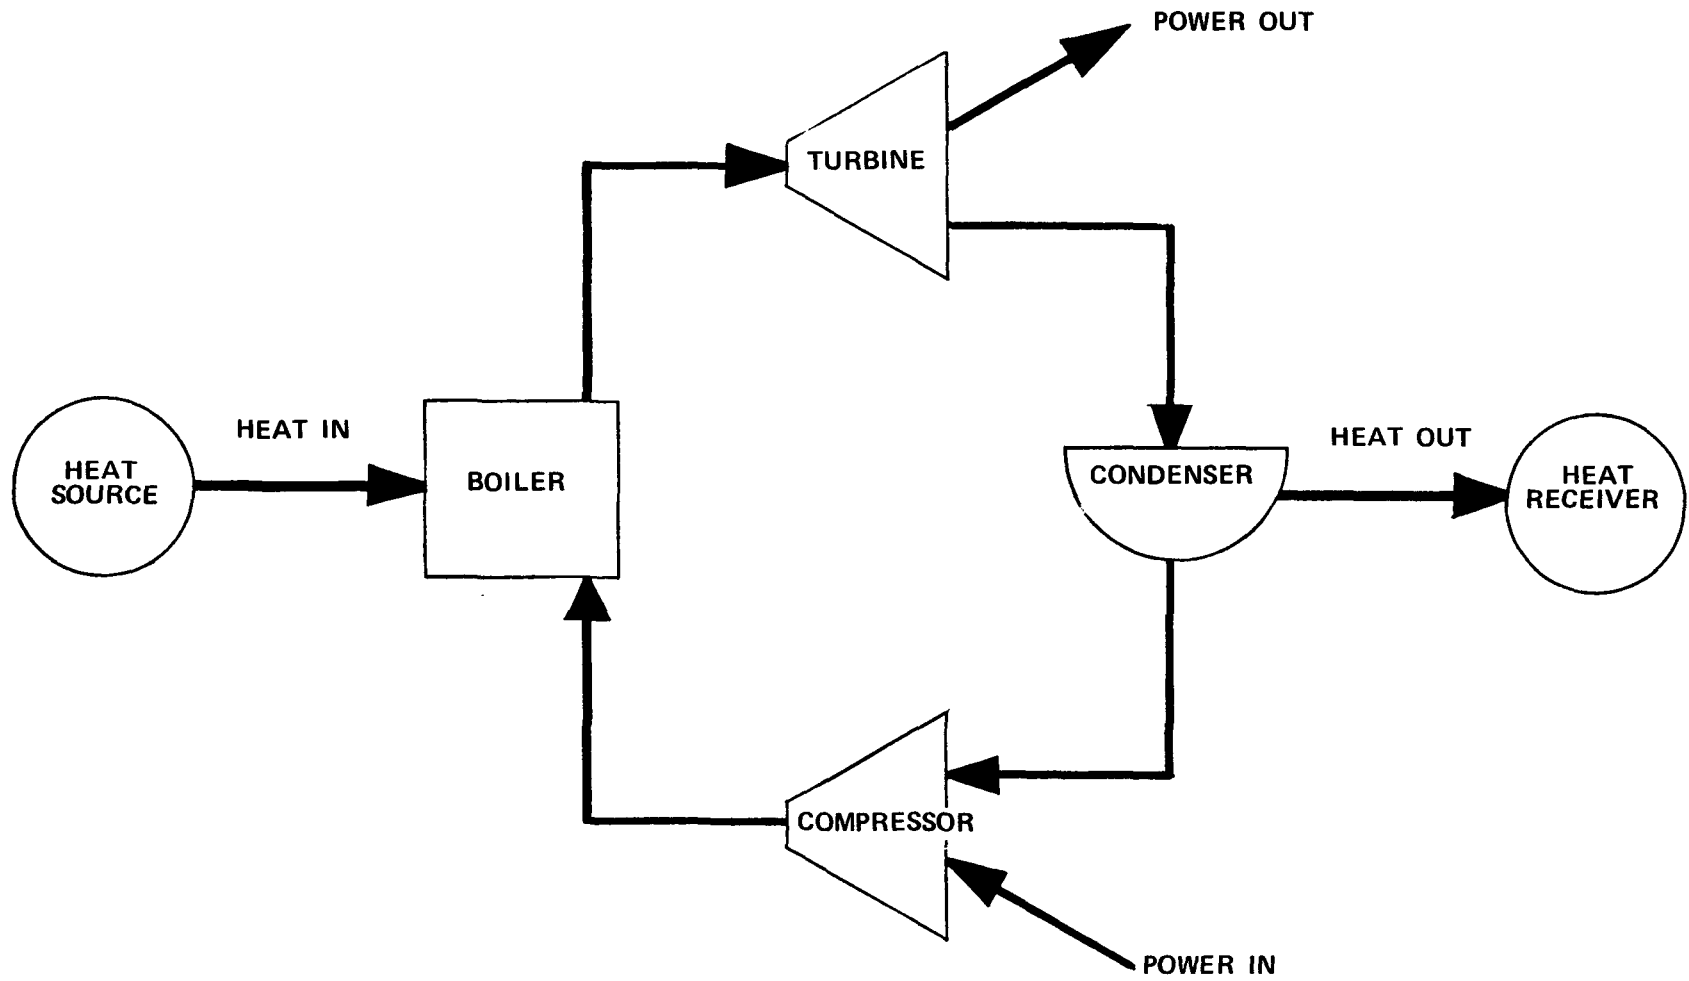 POWER OUT
TURBINE
HEAT IN
HEAT
SOURCE
BOILER
CONDENSER
HEAT OUT
HEAT
RECEIVER
COMPRESSOR
POWER IN